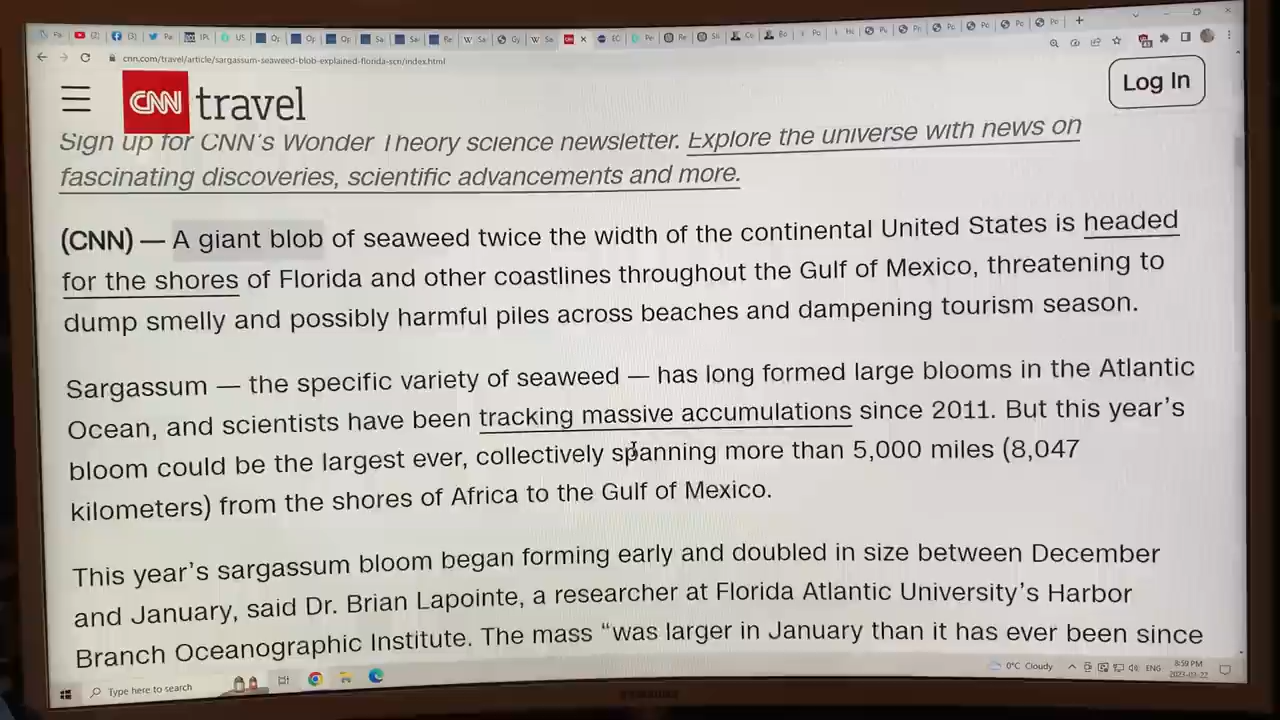 cnn.com/travel/article/sargassum-seaweed-blob-explained-florida-scn/index.html
CNN travel
Log In
Sign up for CNN's Wonder Theory science newsletter. Explore the universe with news on
fascinating discoveries, scientific advancements and more.
(CNN) — A giant blob of seaweed twice the width of the continental United States is headed
for the shores of Florida and other coastlines throughout the Gulf of Mexico, threatening to
dump smelly and possibly harmful piles across beaches and dampening tourism season.
Sargassum — the specific variety of seaweed — has long formed large blooms in the Atlantic
Ocean, and scientists have been tracking massive accumulations since 2011. But this year's
bloom could be the largest ever, collectively spanning more than 5,000 miles (8,047
kilometers) from the shores of Africa to the Gulf of Mexico.
This year's sargassum bloom began forming early and doubled in size between December
and January, said Dr. Brian Lapointe, a researcher at Florida Atlantic University's Harbor
Branch Oceanographic Institute. The mass “was larger in January than it has ever been since
Type here to search
0°C Cloudy
ENG
8:59 PM
2023-03-22